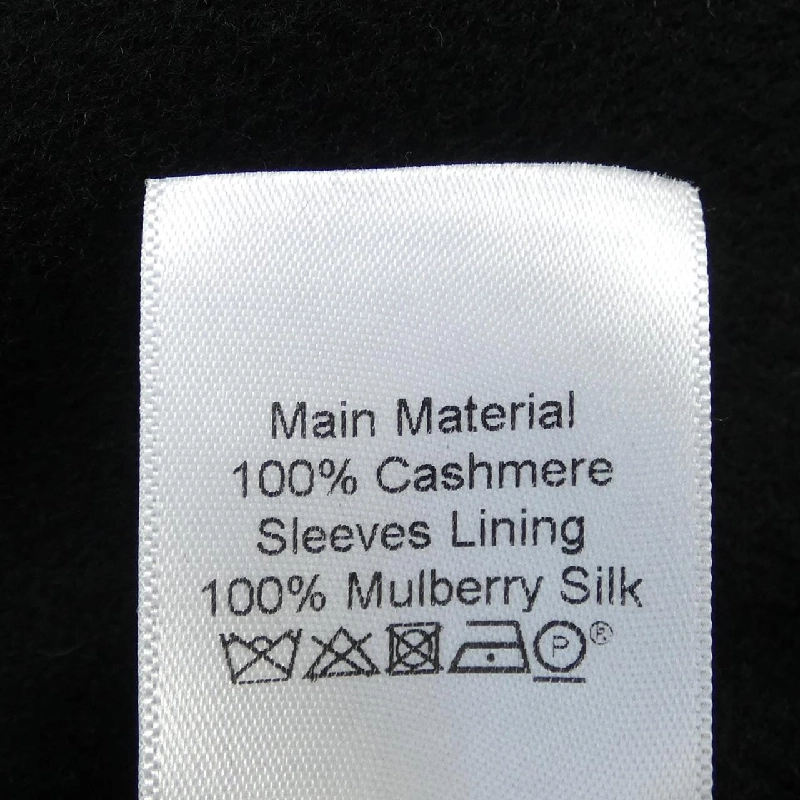 Main Material
100% Cashmere
Sleeves Lining
100% Mulberry Silk
P ®